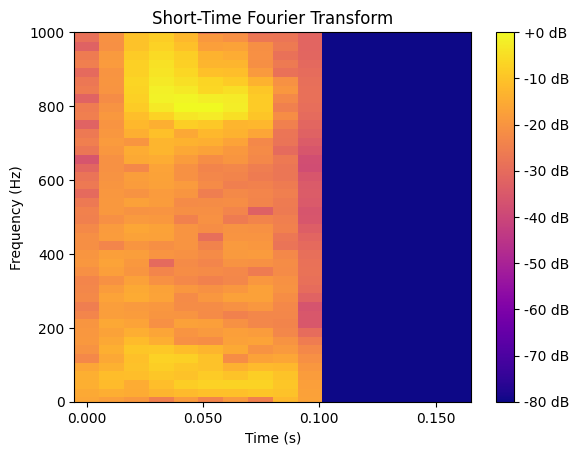 Short-Time Fourier Transform
Frequency (Hz)
1000
800
600
400
200
0
0.000
0.050
0.100
0.150
Time (s)
+0 dB
-10 dB
-20 dB
-30 dB
-40 dB
-50 dB
-60 dB
-70 dB
-80 dB